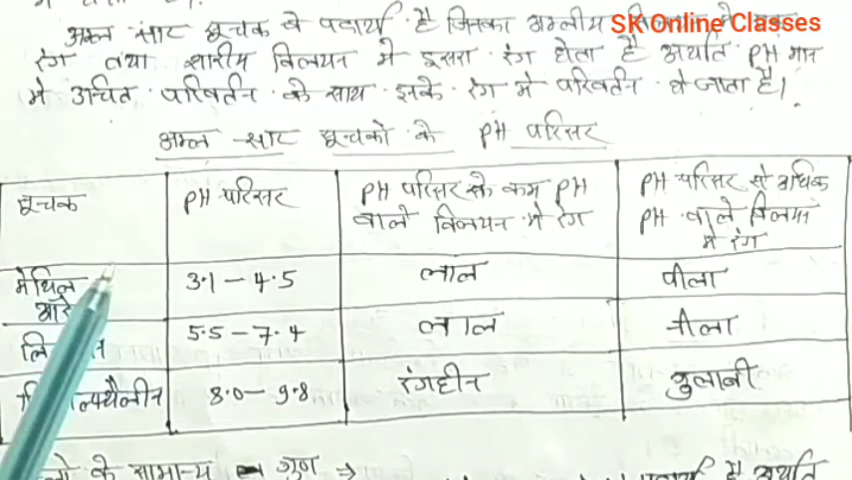 SK Online Classes
अम्ल क्षार सूचक वे पदार्थ है जिनका अम्लीय
रंग तथा क्षारीय विलयन मे दूसरा रंग होता है अर्थात PH मान
मे उचित परिवर्तन के साथ इनके रंग मे परिवर्तन हो जाता है।
अम्ल क्षार सूचको के PH परिसर
सूचक PH परिसर PH परिसर से कम PH वाले विलयन मे रंग PH परिसर से अधिक PH वाले विलयन मे रंग
मेथिल 3.1 – 4.5 लाल पीला
5.5 – 7.4 लाल नीला
8.0 – 9.8 रंगहीन गुलाबी
के सामान्य गुण →
है अर्थात